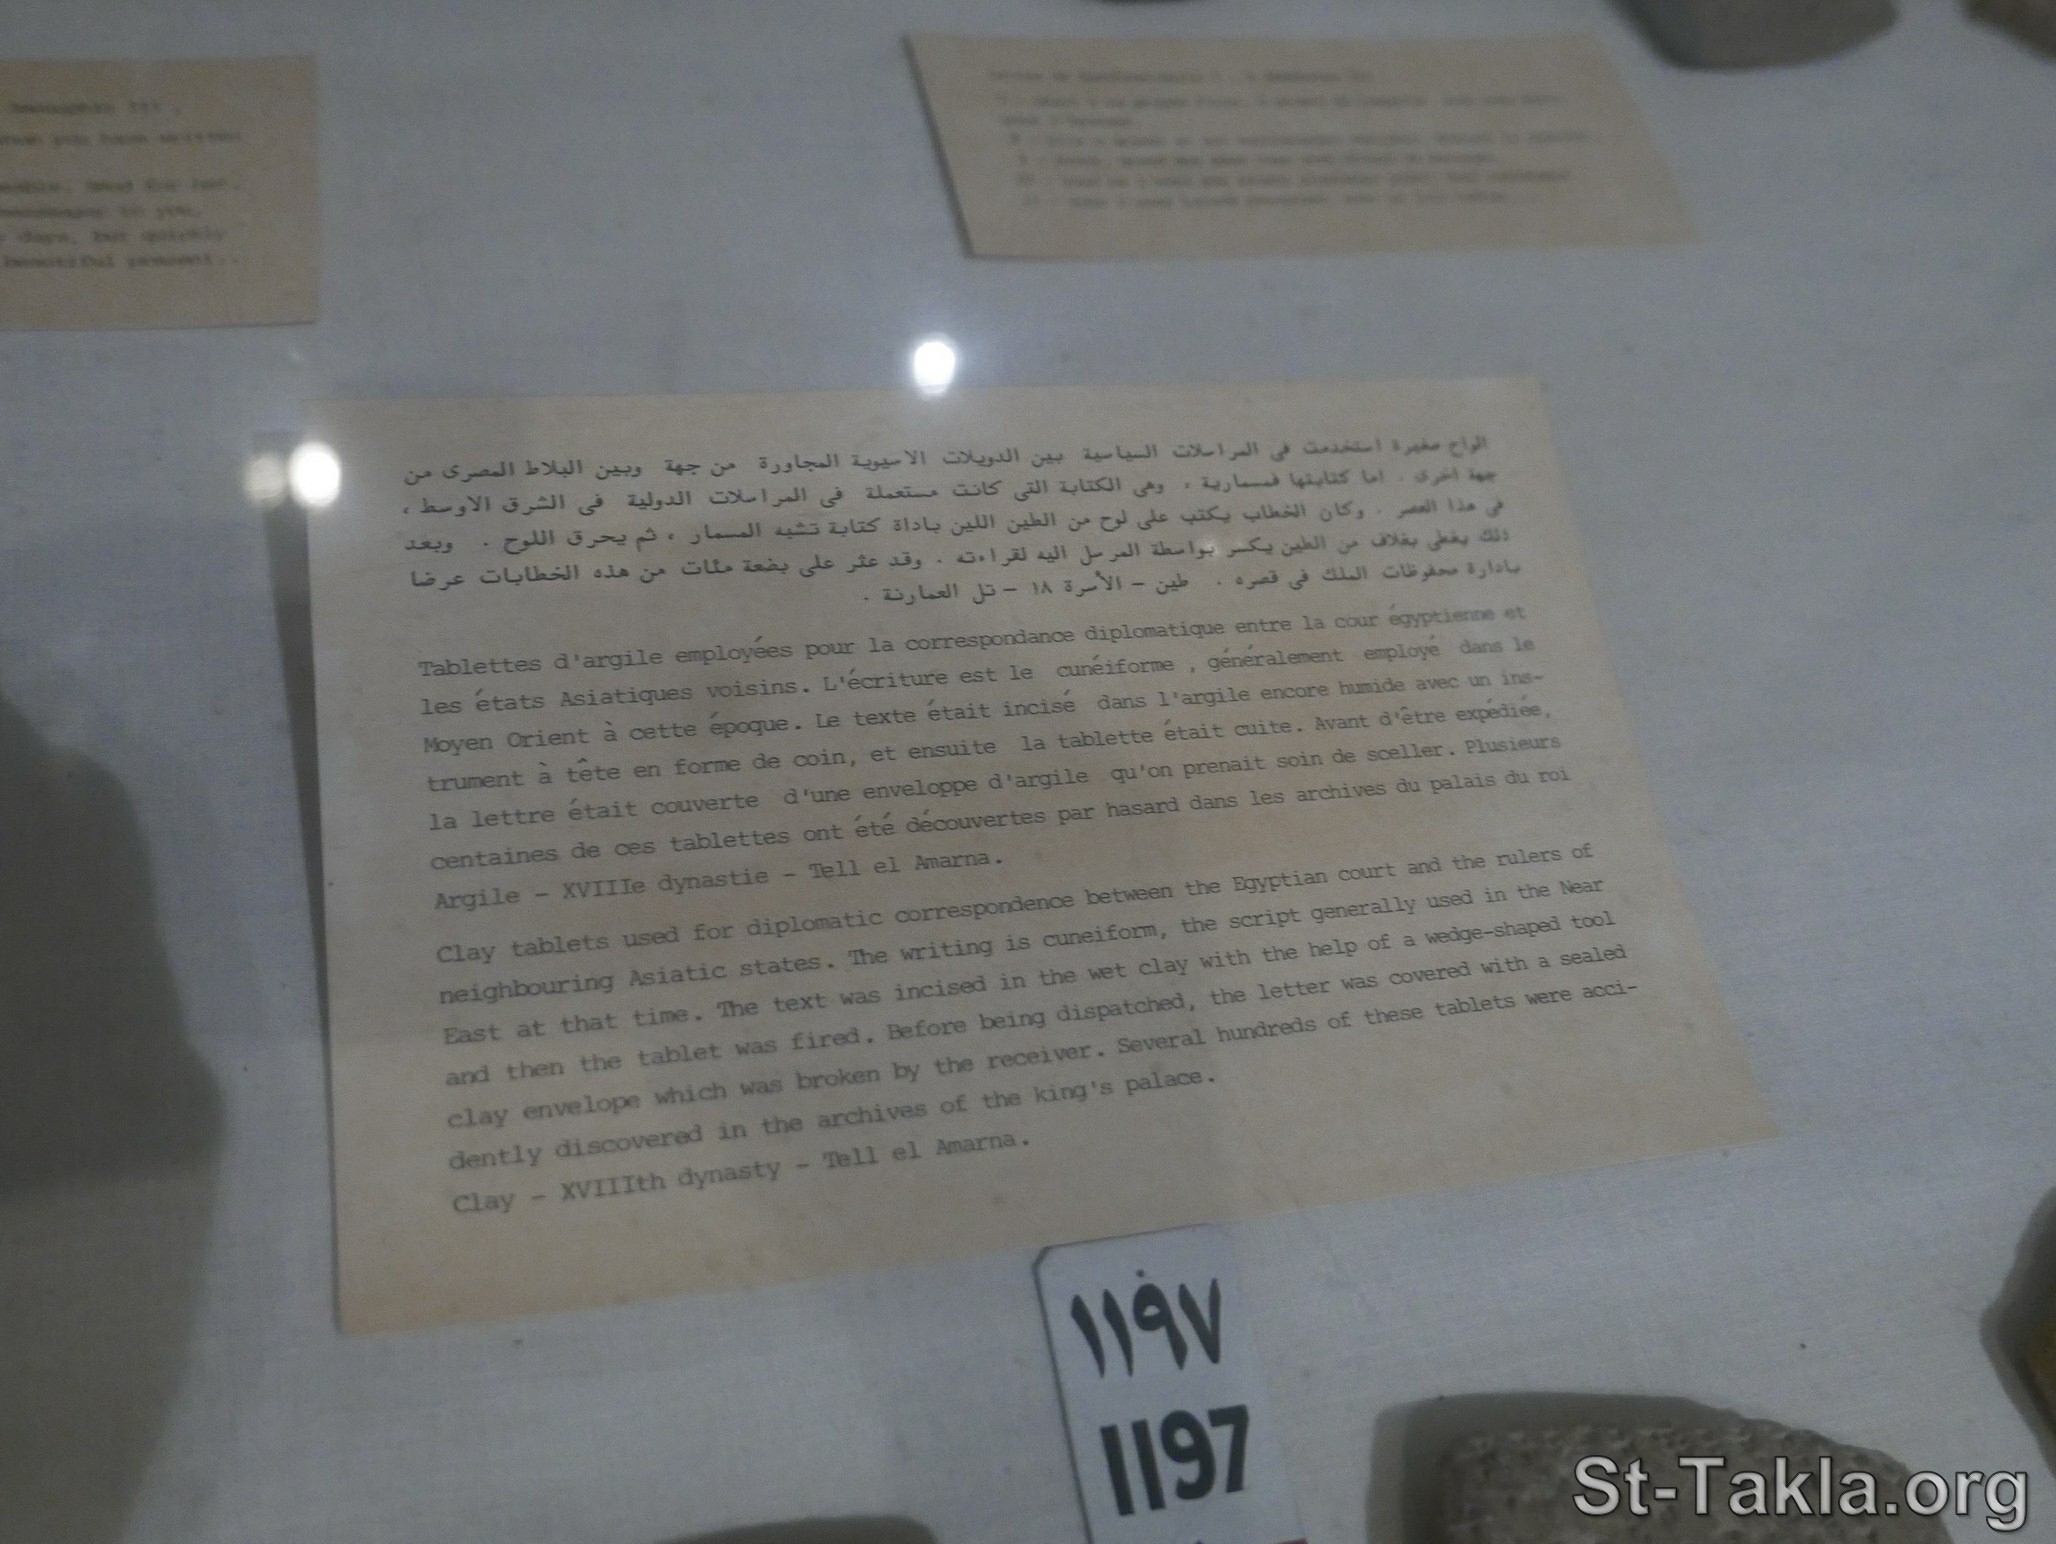 Amenophis III,
you have written
but quickly
beautiful present..
الواح صغيرة استخدمت فى المراسلات السياسية بين الدويلات الاسيوية المجاورة من جهة وبين البلاط المصرى من
جهة اخرى . اما كتابتها فمسمارية ، وهى الكتابة التى كانت مستعملة فى المراسلات الدولية فى الشرق الاوسط ،
فى هذا العصر . وكان الخطاب يكتب على لوح من الطين اللين باداة كتابة تشبه المسمار ، ثم يحرق اللوح . وبعد
ذلك يغطى بغلاف من الطين يكسر بواسطة المرسل اليه لقراءته . وقد عثر على بضعة مئات من هذه الخطابات عرضا
بادارة محفوظات الملك فى قصره . طين - الأسرة ١٨ - تل العمارنة .
Tablettes d'argile employées pour la correspondance diplomatique entre la cour égyptienne et
les états Asiatiques voisins. L'écriture est le cunéiforme , généralement employé dans le
Moyen Orient à cette époque. Le texte était incisé dans l'argile encore humide avec un ins-
trument à tête en forme de coin, et ensuite la tablette était cuite. Avant d'être expédiée,
la lettre était couverte d'une enveloppe d'argile qu'on prenait soin de sceller. Plusieurs
centaines de ces tablettes ont été découvertes par hasard dans les archives du palais du roi
Argile - XVIIIe dynastie - Tell el Amarna.
Clay tablets used for diplomatic correspondence between the Egyptian court and the rulers of
neighbouring Asiatic states. The writing is cuneiform, the script generally used in the Near
East at that time. The text was incised in the wet clay with the help of a wedge-shaped tool
and then the tablet was fired. Before being dispatched, the letter was covered with a sealed
clay envelope which was broken by the receiver. Several hundreds of these tablets were acci-
dently discovered in the archives of the king's palace.
Clay - XVIIIth dynasty - Tell el Amarna.
١١٩٧
1197
St-Takla.org